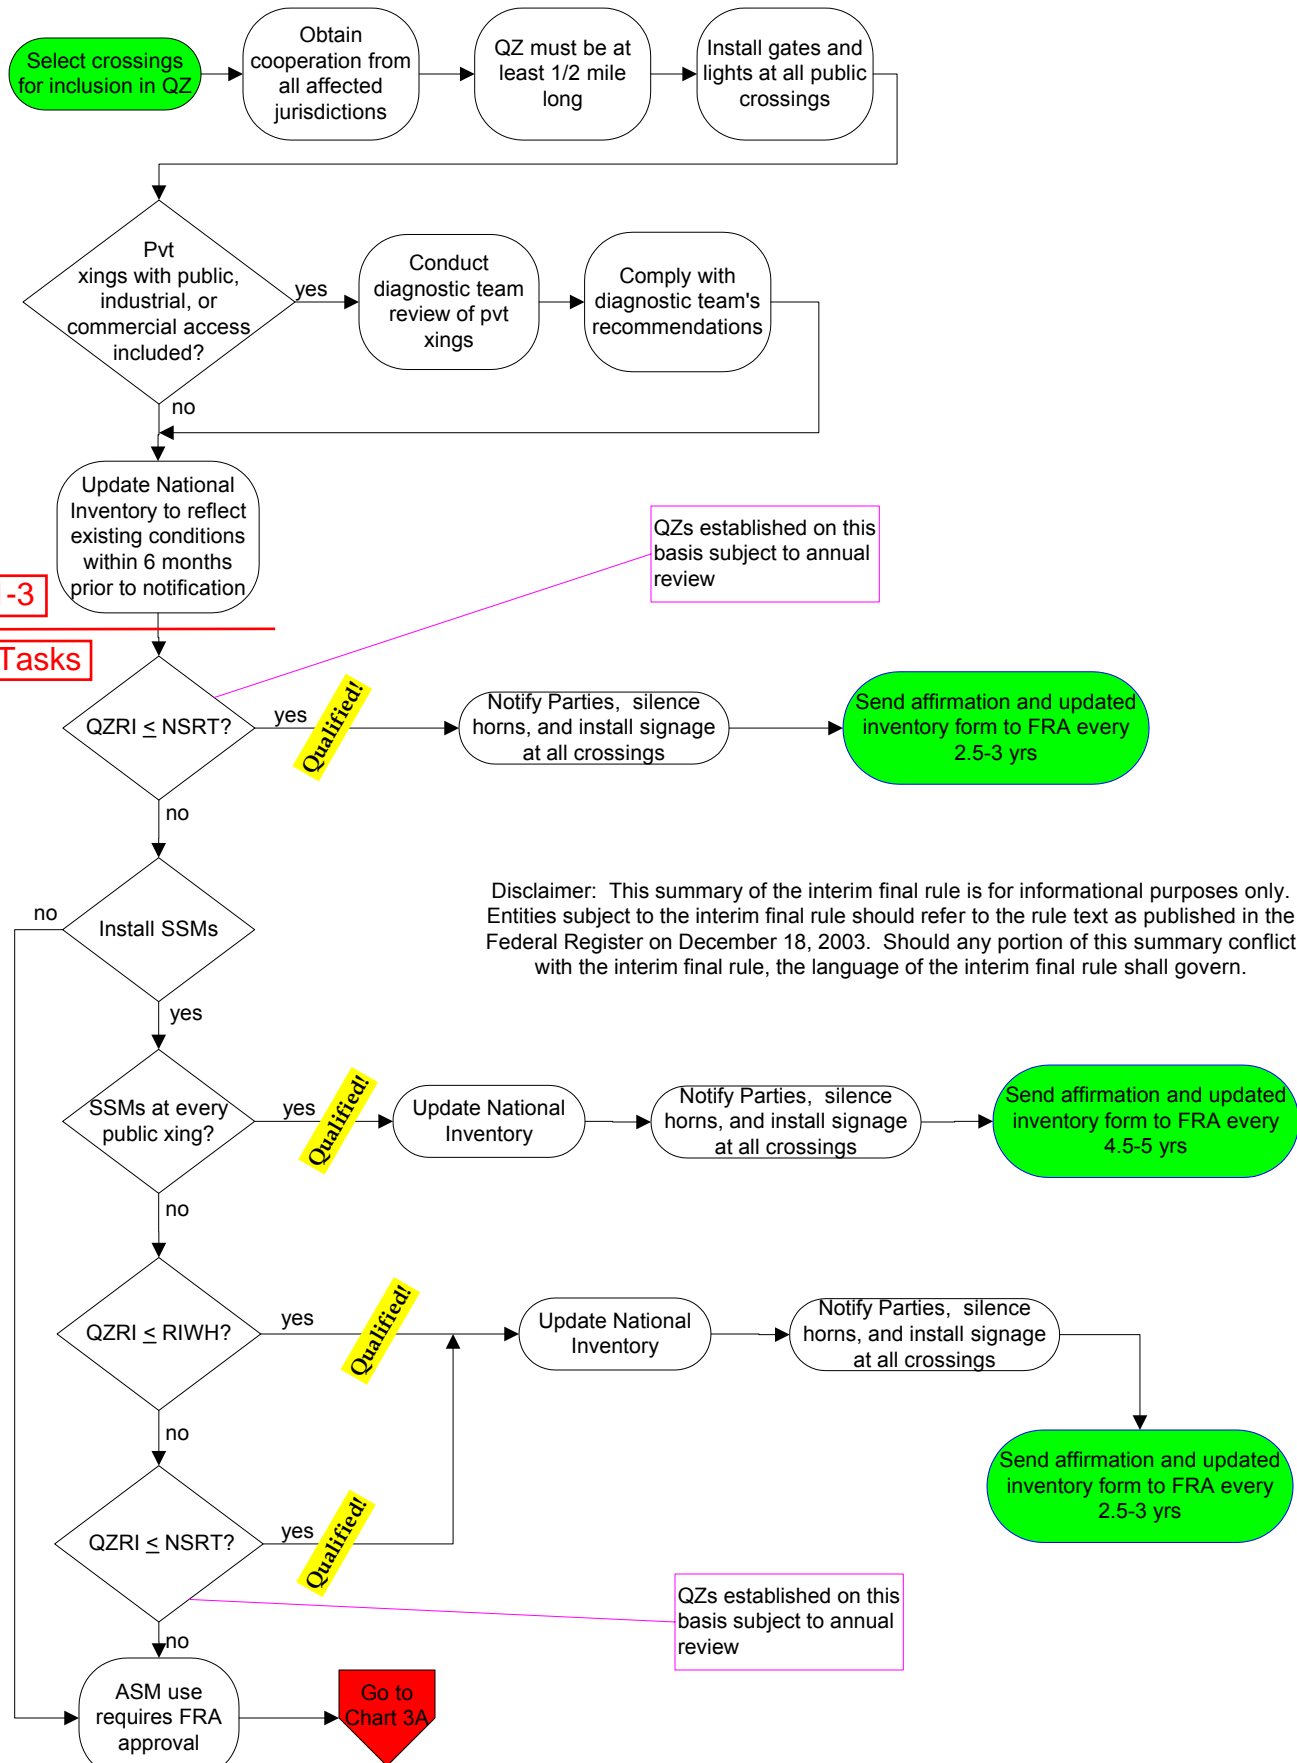 Select crossings
for inclusion in QZ
Obtain
cooperation from
all affected
jurisdictions
QZ must be at
least 1/2 mile
long
Install gates and
lights at all public
crossings
Pvt
xings with public,
industrial, or
commercial access
included?
yes
Conduct
diagnostic team
review of pvt
xings
Comply with
diagnostic team's
recommendations
no
Update National
Inventory to reflect
existing conditions
within 6 months
prior to notification
QZs established on this
basis subject to annual
review
-3
Tasks
QZRI ≤ NSRT?
yes
Qualified!
Notify Parties, silence
horns, and install signage
at all crossings
Send affirmation and updated
inventory form to FRA every
2.5-3 yrs
no
Disclaimer: This summary of the interim final rule is for informational purposes only.
Entities subject to the interim final rule should refer to the rule text as published in the
Federal Register on December 18, 2003. Should any portion of this summary conflict
with the interim final rule, the language of the interim final rule shall govern.
no
Install SSMs
yes
SSMs at every
public xing?
yes
Qualified!
Update National
Inventory
Notify Parties, silence
horns, and install signage
at all crossings
Send affirmation and updated
inventory form to FRA every
4.5-5 yrs
no
QZRI ≤ RIWH?
yes
Qualified!
Update National
Inventory
Notify Parties, silence
horns, and install signage
at all crossings
no
Send affirmation and updated
inventory form to FRA every
2.5-3 yrs
QZRI ≤ NSRT?
yes
Qualified!
QZs established on this
basis subject to annual
review
no
ASM use
requires FRA
approval
Go to
Chart 3A